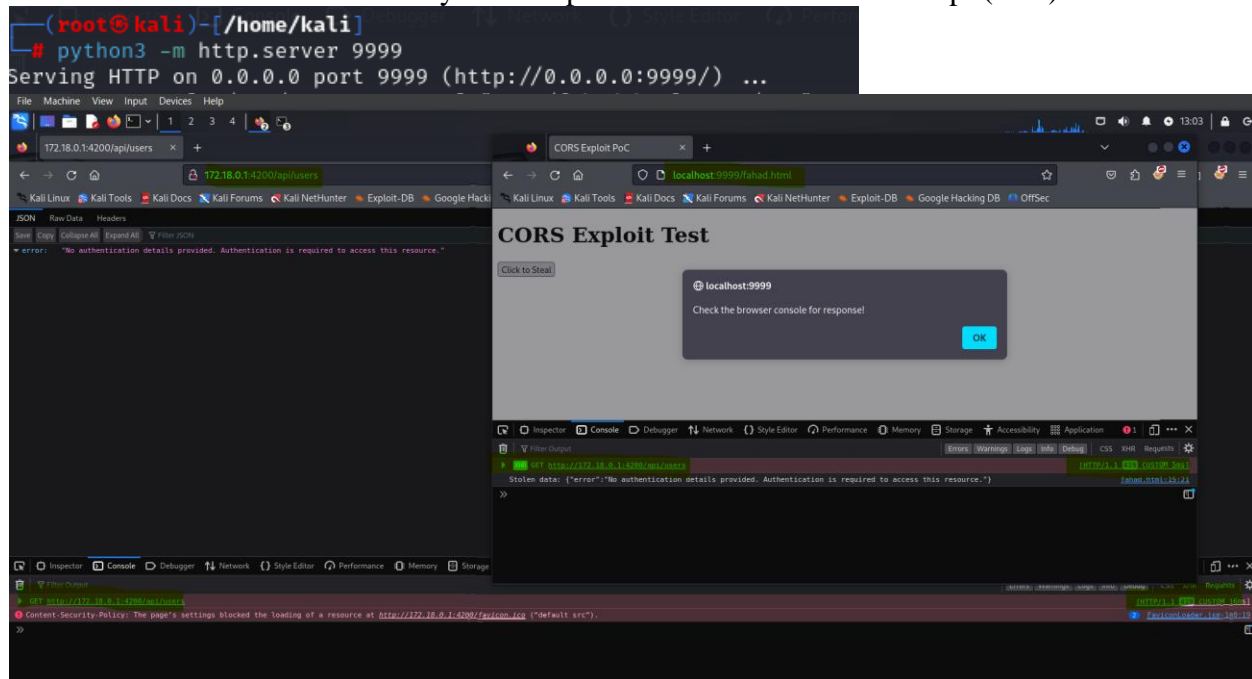 (root㉿kali)-[/home/kali]
# python3 -m http.server 9999
Serving HTTP on 0.0.0.0 port 9999 (http://0.0.0.0:9999/) ...
File Machine View Input Devices Help
1 2 3 4
13:03
172.18.0.1:4200/api/users
172.18.0.1:4200/api/users
Kali Linux Kali Tools Kali Docs Kali Forums Kali NetHunter Exploit-DB Google Hacki
JSON Raw Data Headers
Save Copy Collapse All Expand All Filter JSON
error: "No authentication details provided. Authentication is required to access this resource."
CORS Exploit PoC
localhost:9999/fahad.html
Kali Linux Kali Tools Kali Docs Kali Forums Kali NetHunter Exploit-DB Google Hacking DB OffSec
CORS Exploit Test
Click to Steal
localhost:9999
Check the browser console for response!
OK
Inspector Console Debugger Network Style Editor Performance Memory Storage Accessibility Application 1
Filter Output
Errors Warnings Logs Info Debug CSS XHR Requests
XHR GET http://172.18.0.1:4200/api/users
Stolen data: {"error":"No authentication details provided. Authentication is required to access this resource."}
fahad.html:15:21
Inspector Console Debugger Network Style Editor Performance Memory Storage
Filter Output
GET http://172.18.0.1:4200/api/users
Content-Security-Policy: The page's settings blocked the loading of a resource at http://172.18.0.1:4200/favicon.ico ("default src").